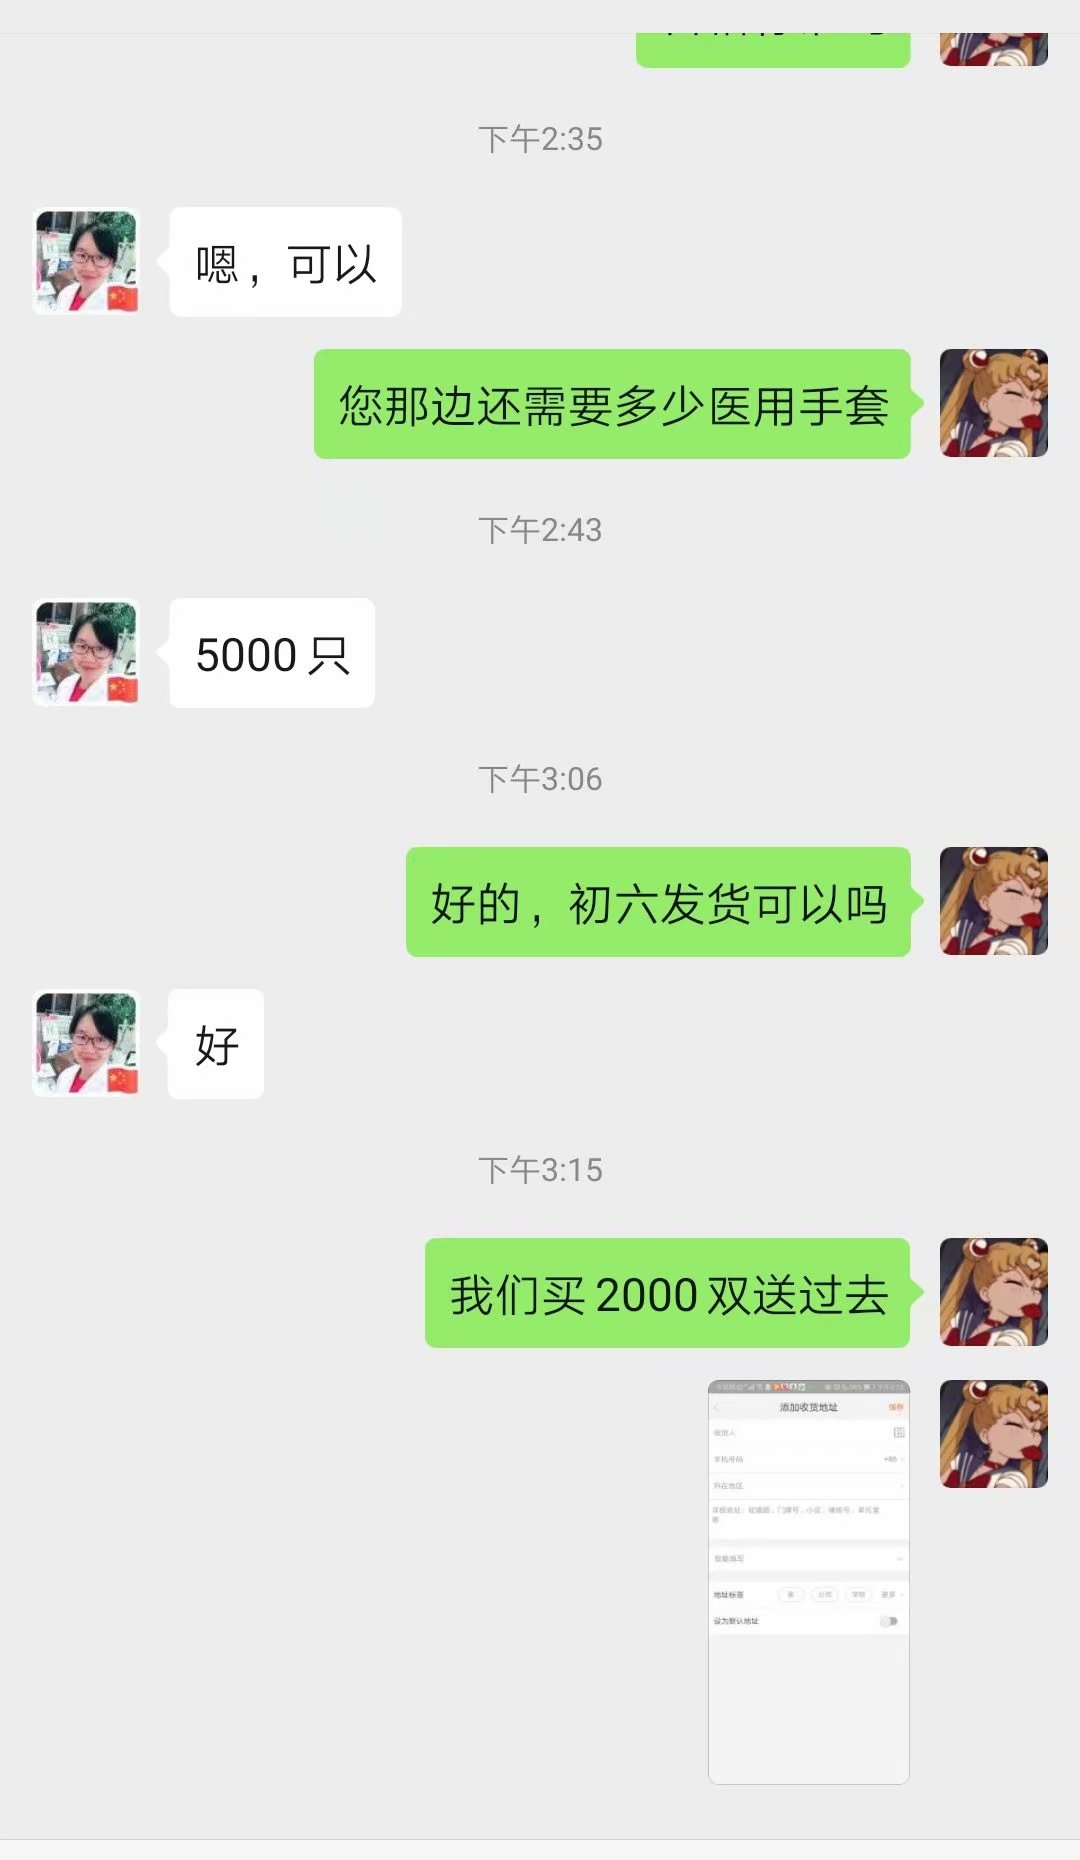 下午2:35
嗯，可以
您那边还需要多少医用手套
下午2:43
5000只
下午3:06
好的，初六发货可以吗
好
下午3:15
我们买2000双送过去
添加收货地址
保存
收货人
手机号码
+86
所在地区
详细地址：如道路、门牌号、小区、楼栋号、单元室
等
智能填写
地址标签
家
公司
学校
更多
设为默认地址